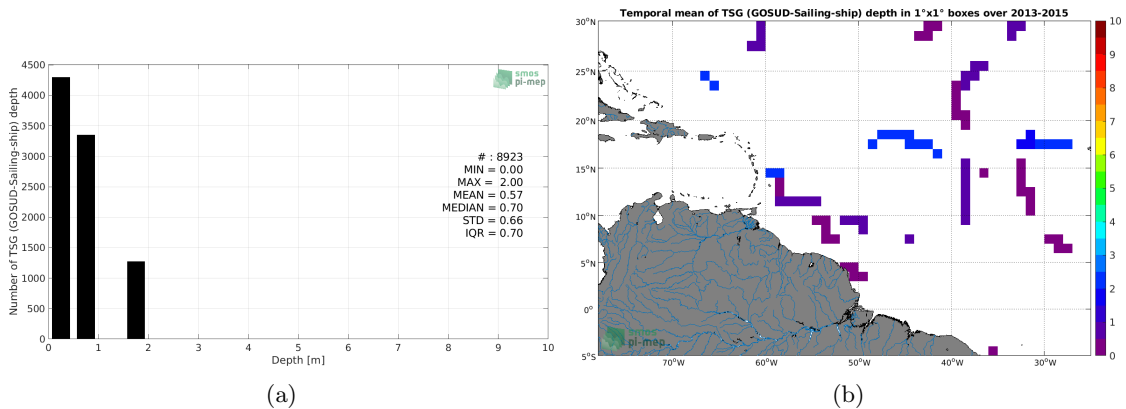 4500
4000
3500
3000
2500
2000
1500
1000
500
0
Number of TSG (GOSUD-Sailing-ship) depth
smos
pi-mep
# : 8923
MIN = 0.00
MAX = 2.00
MEAN = 0.57
MEDIAN = 0.70
STD = 0.66
IQR = 0.70
0 1 2 3 4 5 6 7 8 9 10
Depth [m]
(a)
Temporal mean of TSG (GOSUD-Sailing-ship) depth in 1°x1° boxes over 2013-2015
30°N
25°N
20°N
15°N
10°N
5°N
0°
5°S
smos
pi-mep
70°W 60°W 50°W 40°W 30°W
10
9
8
7
6
5
4
3
2
1
0
(b)